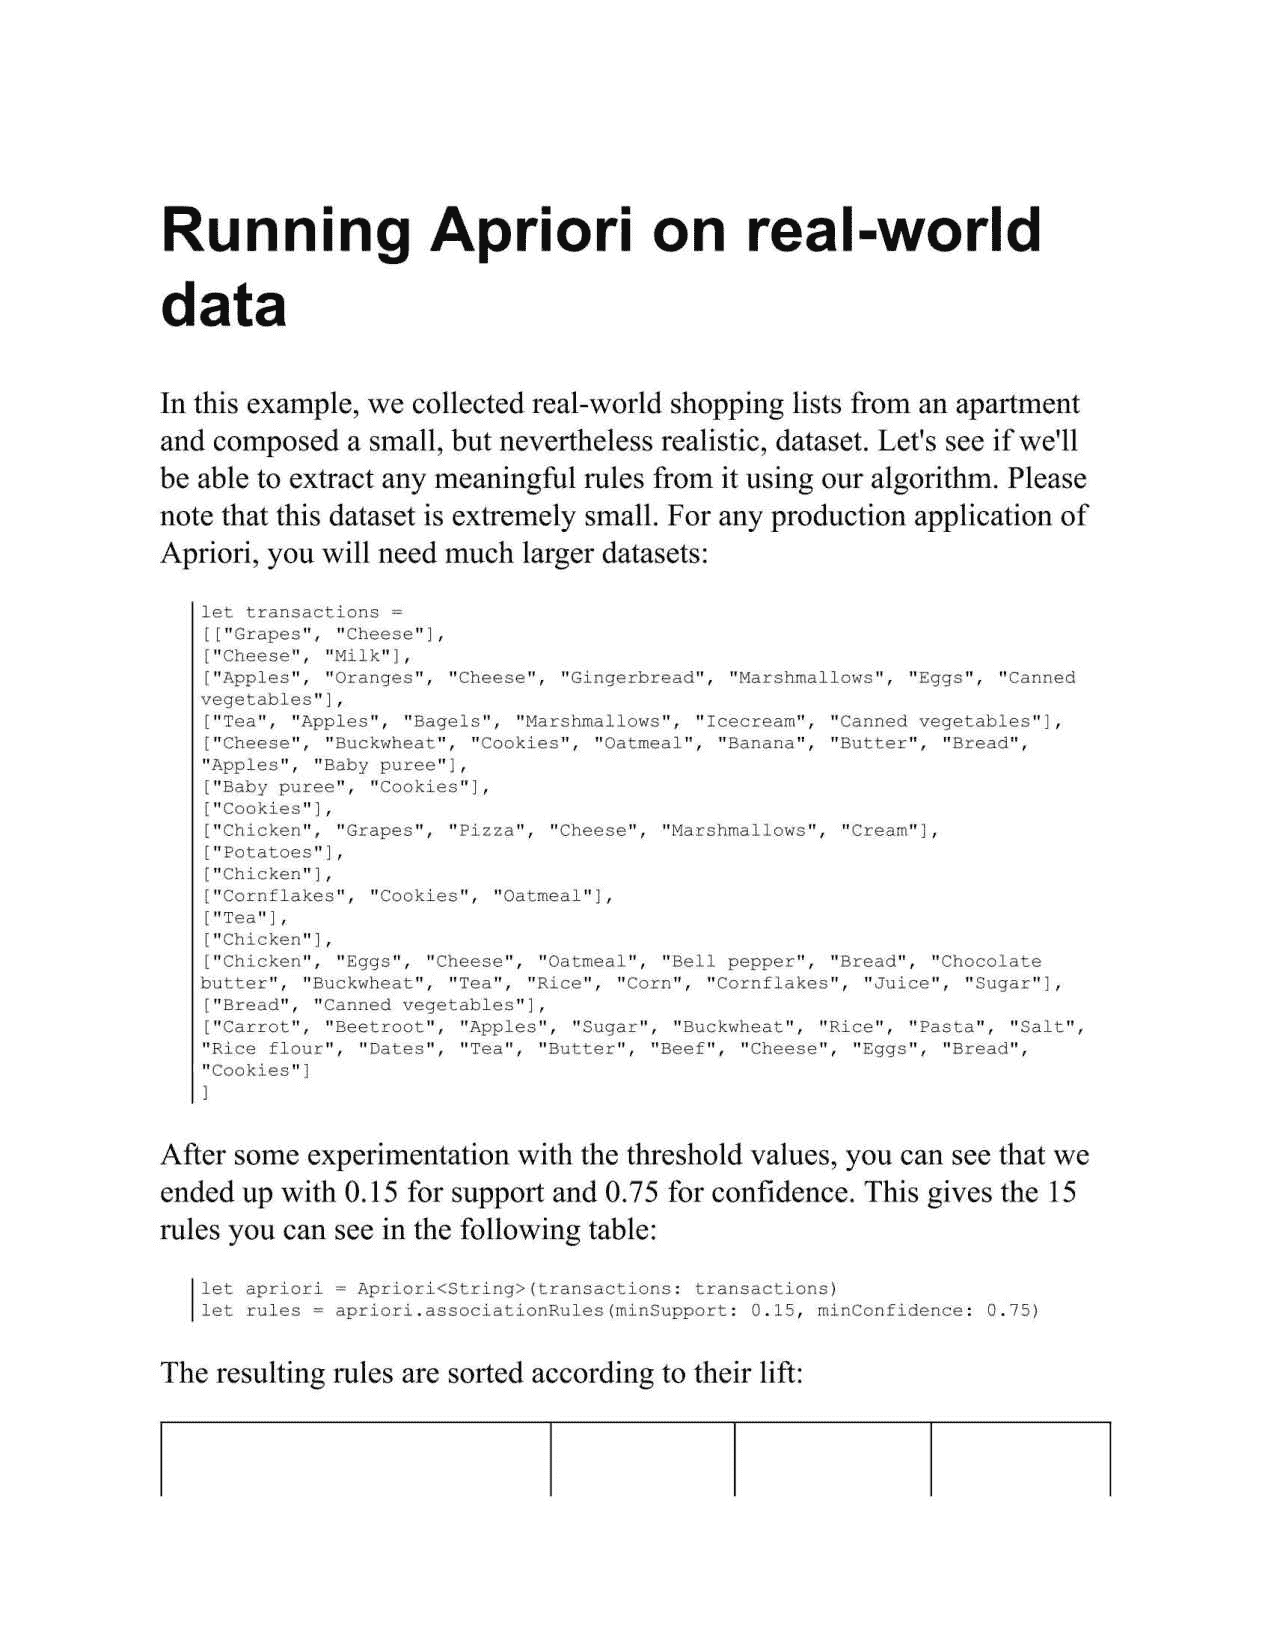 Running Apriori on real-world
data
In this example, we collected real-world shopping lists from an apartment
and composed a small, but nevertheless realistic, dataset. Let's see if we'll
be able to extract any meaningful rules from it using our algorithm. Please
note that this dataset is extremely small. For any production application of
Apriori, you will need much larger datasets:
let transactions =
[["Grapes", "Cheese"],
["Cheese", "Milk"],
["Apples", "Oranges", "Cheese", "Gingerbread", "Marshmallows", "Eggs", "Canned
vegetables"],
["Tea", "Apples", "Bagels", "Marshmallows", "Icecream", "Canned vegetables"],
["Cheese", "Buckwheat", "Cookies", "Oatmeal", "Banana", "Butter", "Bread",
"Apples", "Baby puree"],
["Baby puree", "Cookies"],
["Cookies"],
["Chicken", "Grapes", "Pizza", "Cheese", "Marshmallows", "Cream"],
["Potatoes"],
["Chicken"],
["Cornflakes", "Cookies", "Oatmeal"],
["Tea"],
["Chicken"],
["Chicken", "Eggs", "Cheese", "Oatmeal", "Bell pepper", "Bread", "Chocolate
butter", "Buckwheat", "Tea", "Rice", "Corn", "Cornflakes", "Juice", "Sugar"],
["Bread", "Canned vegetables"],
["Carrot", "Beetroot", "Apples", "Sugar", "Buckwheat", "Rice", "Pasta", "Salt",
"Rice flour", "Dates", "Tea", "Butter", "Beef", "Cheese", "Eggs", "Bread",
"Cookies"]
]
After some experimentation with the threshold values, you can see that we
ended up with 0.15 for support and 0.75 for confidence. This gives the 15
rules you can see in the following table:
let apriori = Apriori<String>(transactions: transactions)
let rules = apriori.associationRules(minSupport: 0.15, minConfidence: 0.75)
The resulting rules are sorted according to their lift: